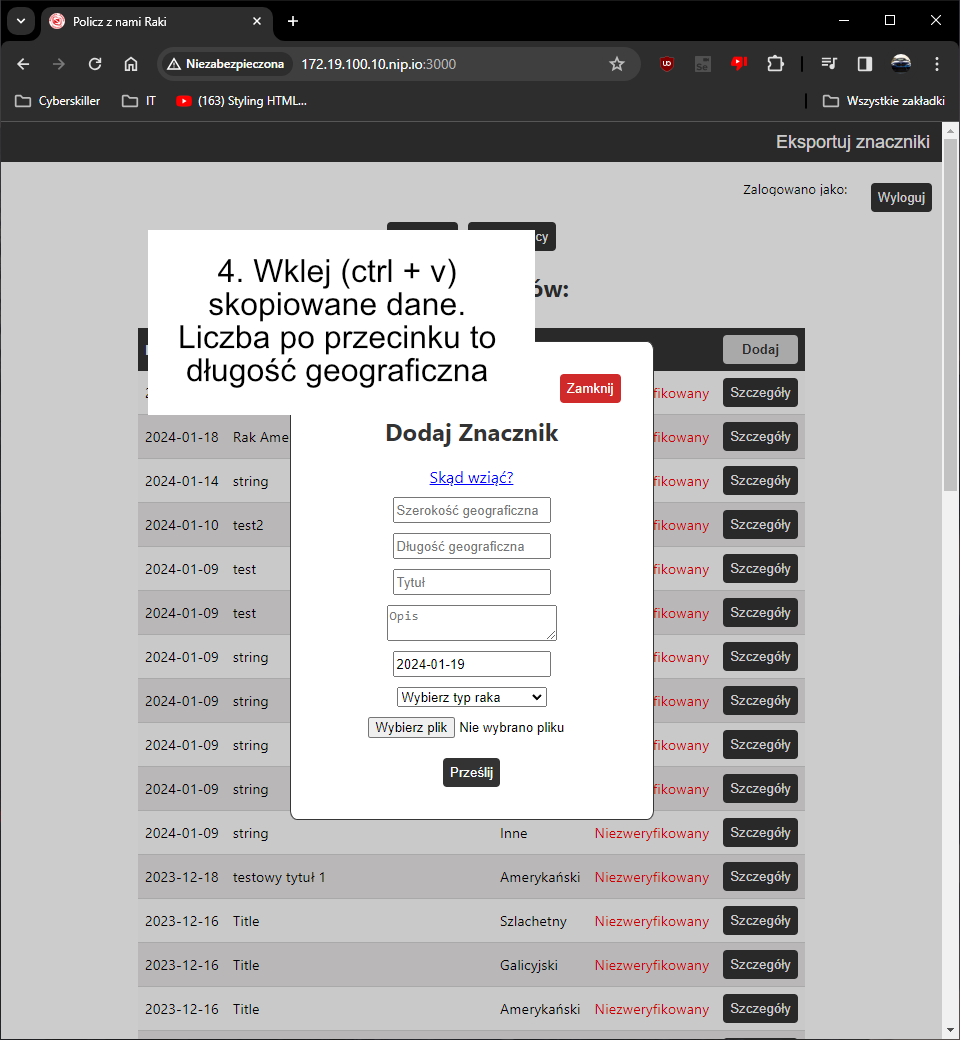 Policz z nami Raki
Niezabezpieczona 172.19.100.10.nip.io:3000
Cyberskiller IT (163) Styling HTML... Wszystkie zakładki
Eksportuj znaczniki
Zalogowano jako: Wyloguj
4. Wklej (ctrl + v)
skopiowane dane.
Liczba po przecinku to
długość geograficzna
cy
ów:
Dodaj
Zamknij
fikowany Szczegóły
Dodaj Znacznik
2024-01-18 Rak Ame fikowany Szczegóły
Skąd wziąć?
2024-01-14 string fikowany Szczegóły
Szerokość geograficzna
2024-01-10 test2 fikowany Szczegóły
Długość geograficzna
2024-01-09 test fikowany Szczegóły
Tytuł
2024-01-09 test fikowany Szczegóły
Opis
2024-01-09 string fikowany Szczegóły
2024-01-19
2024-01-09 string fikowany Szczegóły
Wybierz typ raka
2024-01-09 string fikowany Szczegóły
Wybierz plik Nie wybrano pliku
2024-01-09 string fikowany Szczegóły
Prześlij
2024-01-09 string Inne Niezweryfikowany Szczegóły
2023-12-18 testowy tytuł 1 Amerykański Niezweryfikowany Szczegóły
2023-12-16 Title Szlachetny Niezweryfikowany Szczegóły
2023-12-16 Title Galicyjski Niezweryfikowany Szczegóły
2023-12-16 Title Amerykański Niezweryfikowany Szczegóły